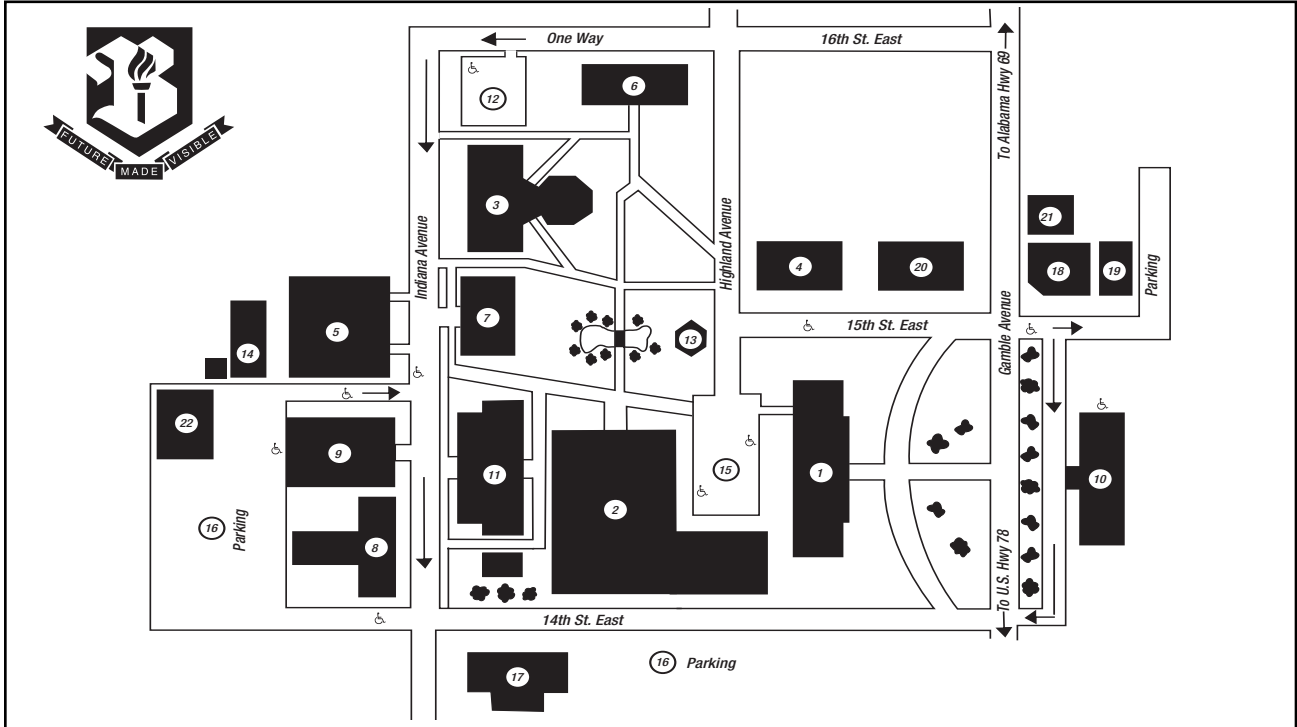 B
FUTURE
MADE
VISIBLE
One Way
16th St. East
To Alabama Hwy 69
6
12
3
Indiana Avenue
Highland Avenue
21
4
20
18
19
Parking
5
14
7
13
15th St. East
Gamble Avenue
22
9
11
15
1
10
2
16
Parking
8
To U.S. Hwy 78
14th St. East
16
Parking
17